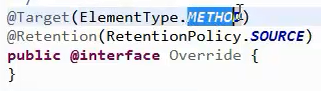 @Target(ElementType.METHOD)
@Retention(RetentionPolicy.SOURCE)
public @interface Override {
}